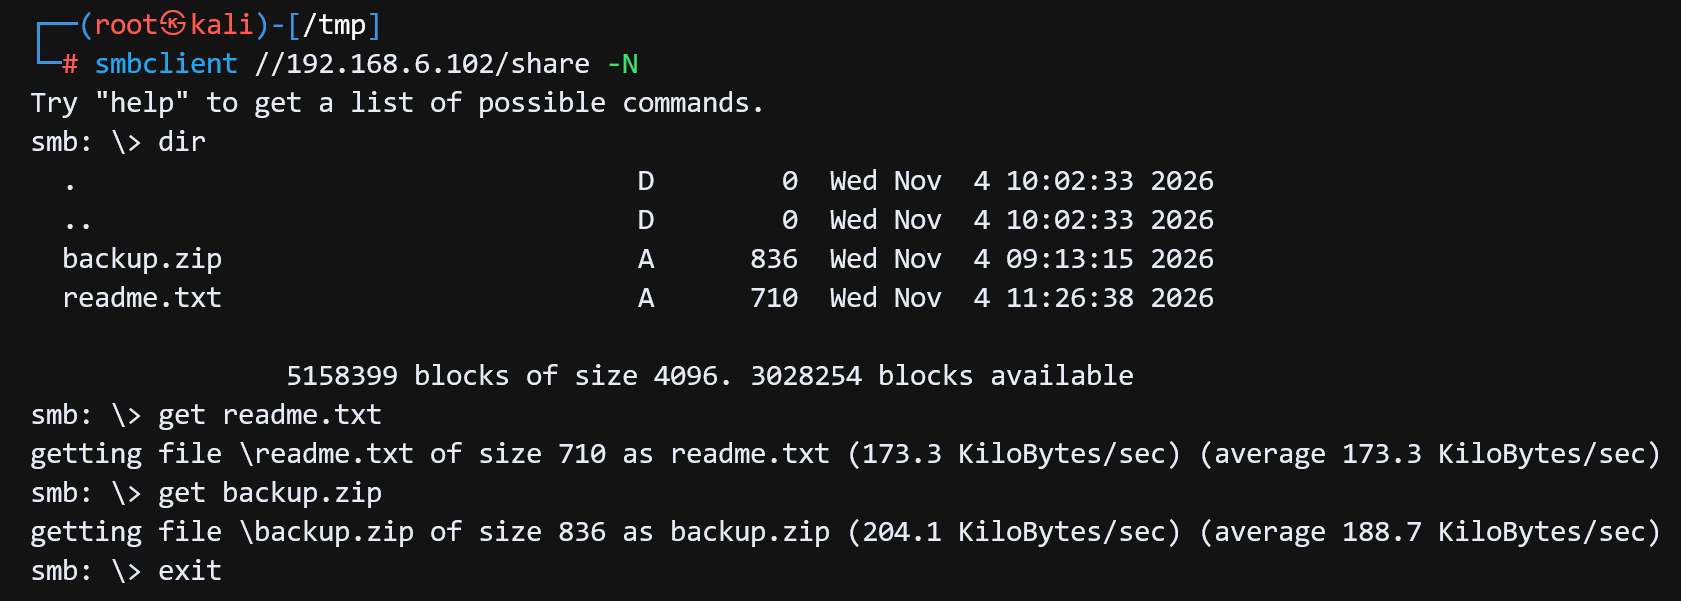 ┌──(root㉿kali)-[/tmp]
└─# smbclient //192.168.6.102/share -N
Try "help" to get a list of possible commands.
smb: \> dir
  .                                   D        0  Wed Nov  4 10:02:33 2026
  ..                                  D        0  Wed Nov  4 10:02:33 2026
  backup.zip                          A      836  Wed Nov  4 09:13:15 2026
  readme.txt                          A      710  Wed Nov  4 11:26:38 2026

                5158399 blocks of size 4096. 3028254 blocks available
smb: \> get readme.txt
getting file \readme.txt of size 710 as readme.txt (173.3 KiloBytes/sec) (average 173.3 KiloBytes/sec)
smb: \> get backup.zip
getting file \backup.zip of size 836 as backup.zip (204.1 KiloBytes/sec) (average 188.7 KiloBytes/sec)
smb: \> exit